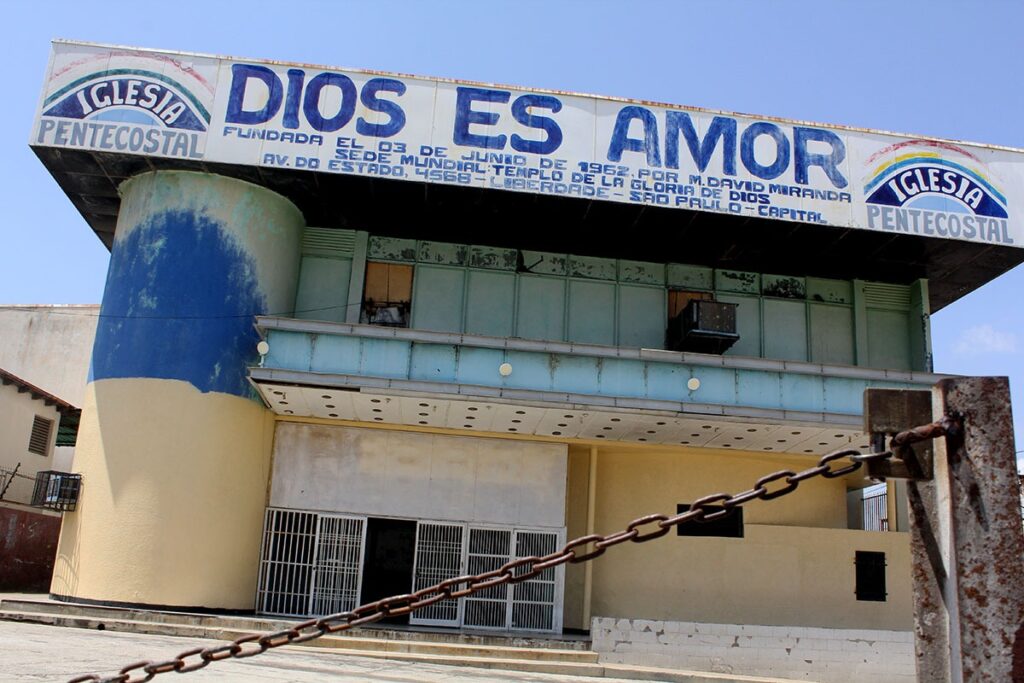 IGLESIA
PENTECOSTAL
DIOS ES AMOR
FUNDADA EL 03 DE JUNIO DE 1962, POR M. DAVID MIRANDA
SEDE MUNDIAL-TEMPLO DE LA GLORIA DE DIOS
AV. DO ESTADO, 4568 - LIBERDADE - SAO PAULO - CAPITAL
IGLESIA
PENTECOSTAL